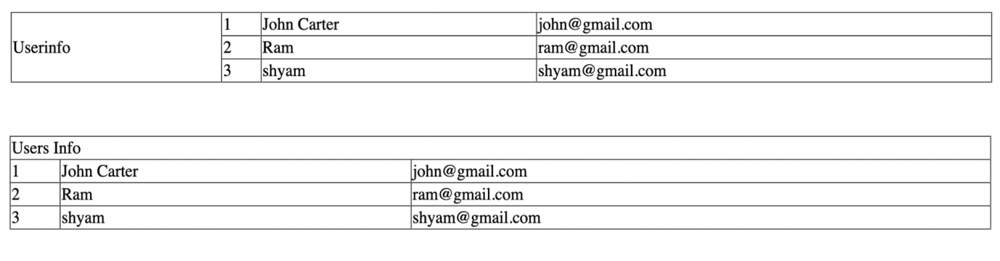 Userinfo 1 John Carter john@gmail.com
2 Ram ram@gmail.com
3 shyam shyam@gmail.com
Users Info
1 John Carter john@gmail.com
2 Ram ram@gmail.com
3 shyam shyam@gmail.com